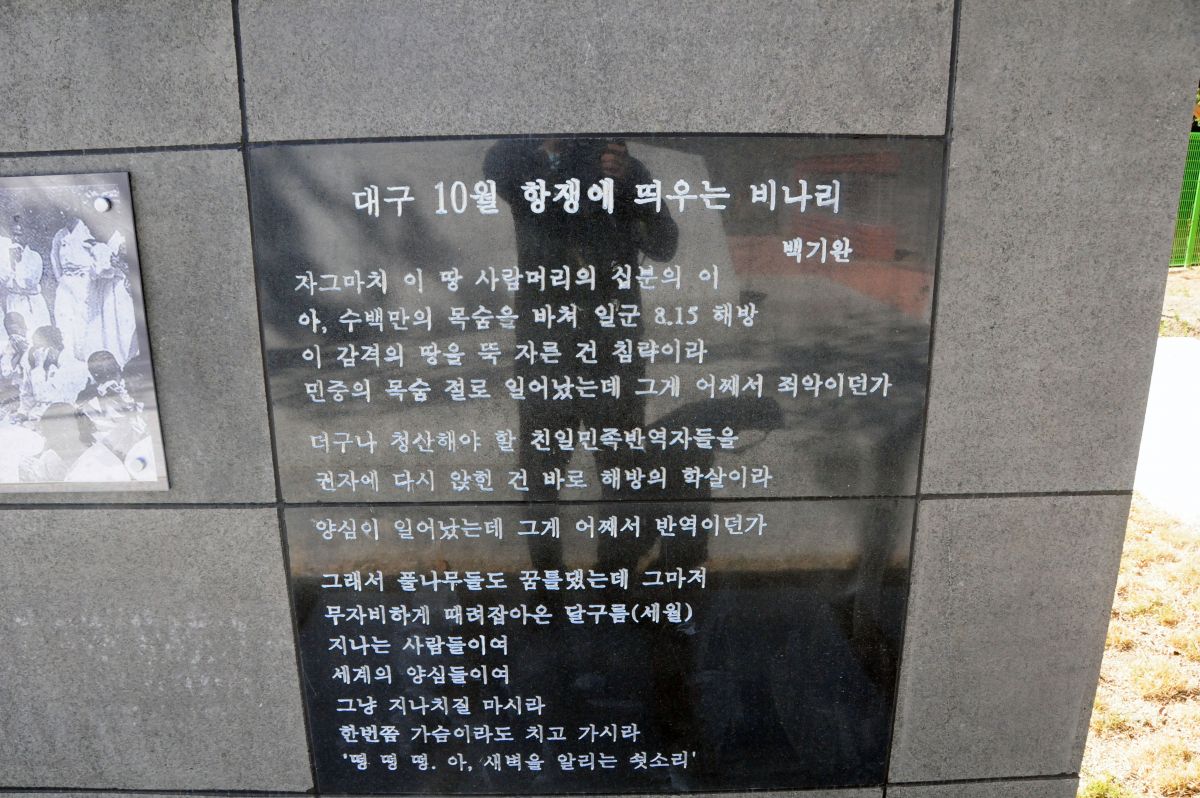 대구 10월 항쟁에 띄우는 비나리
백기완
자그마치 이 땅 사람머리의 십분의 이
아, 수백만의 목숨을 바쳐 일군 8.15 해방
이 감격의 땅을 뚝 자른 건 침략이라
민중의 목숨 절로 일어났는데 그게 어째서 죄악이던가
더구나 청산해야 할 친일민족반역자들을
권자에 다시 앉힌 건 바로 해방의 학살이라
양심이 일어났는데 그게 어째서 반역이던가
그래서 풀나무들도 꿈틀댔는데 그마저
무자비하게 때려잡아온 달구름(세월)
지나는 사람들이여
세계의 양심들이여
그냥 지나치질 마시라
한번쯤 가슴이라도 치고 가시라
'떵 떵 떵. 아, 새벽을 알리는 쇳소리'